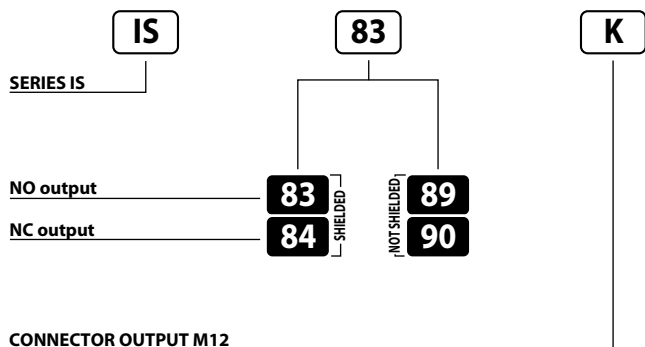 IS 83 K
SERIES IS
NO output 83 SHIELDED NOT SHIELDED 89
NC output 84 90
CONNECTOR OUTPUT M12